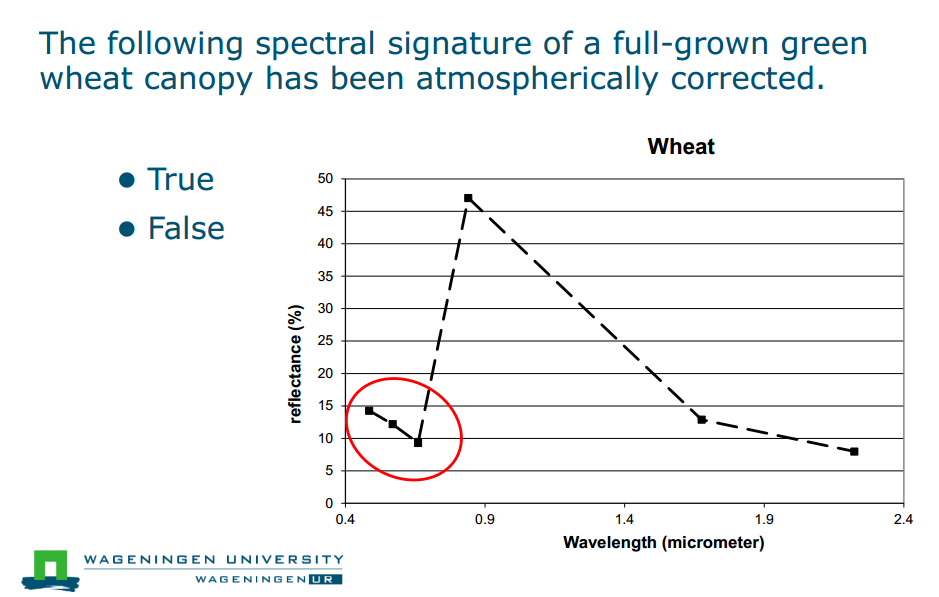 The following spectral signature of a full-grown green
wheat canopy has been atmospherically corrected.
● True
● False
Wheat
50
45
40
35
30
25
20
15
10
5
0
reflectance (%)
0.4 0.9 1.4 1.9 2.4
Wavelength (micrometer)
WAGENINGEN UNIVERSITY
WAGENINGEN UR